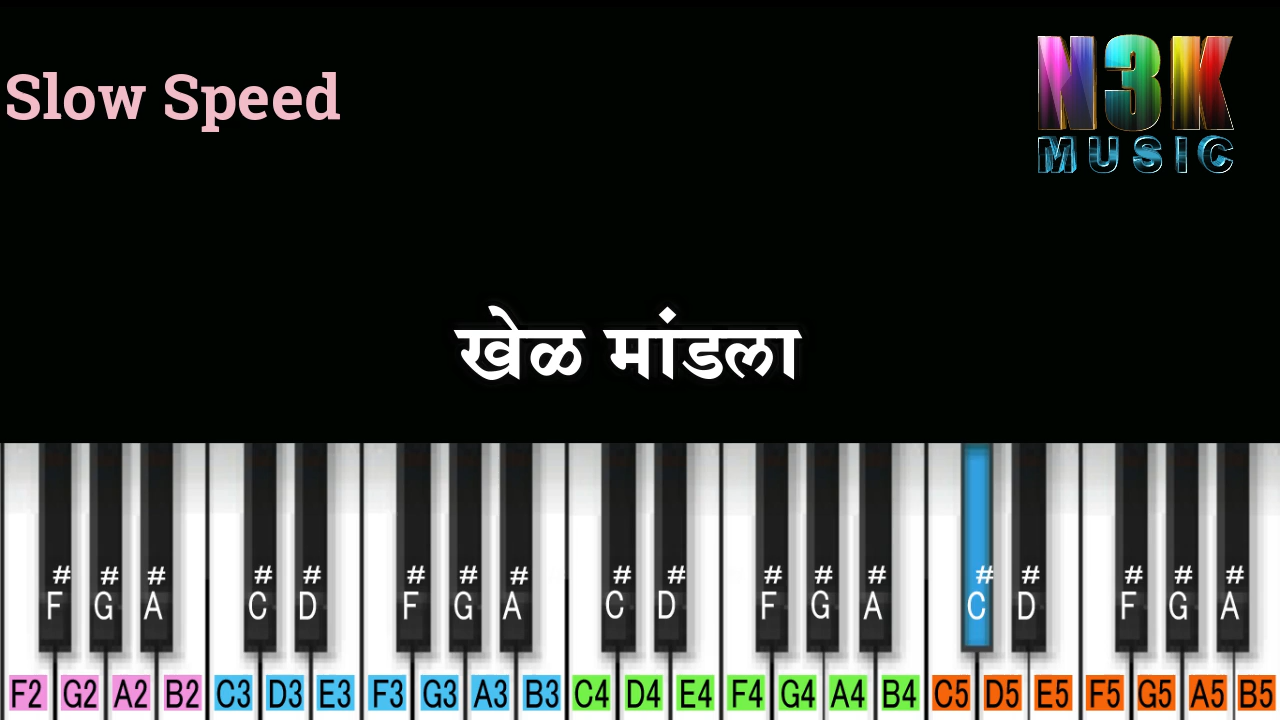 Slow Speed
N3K
MUSIC
खेळ मांडला
# # # # # # # # # # # # # # # # # #
F G A C D F G A C D F G A C D F G A
F2 G2 A2 B2 C3 D3 E3 F3 G3 A3 B3 C4 D4 E4 F4 G4 A4 B4 C5 D5 E5 F5 G5 A5 B5